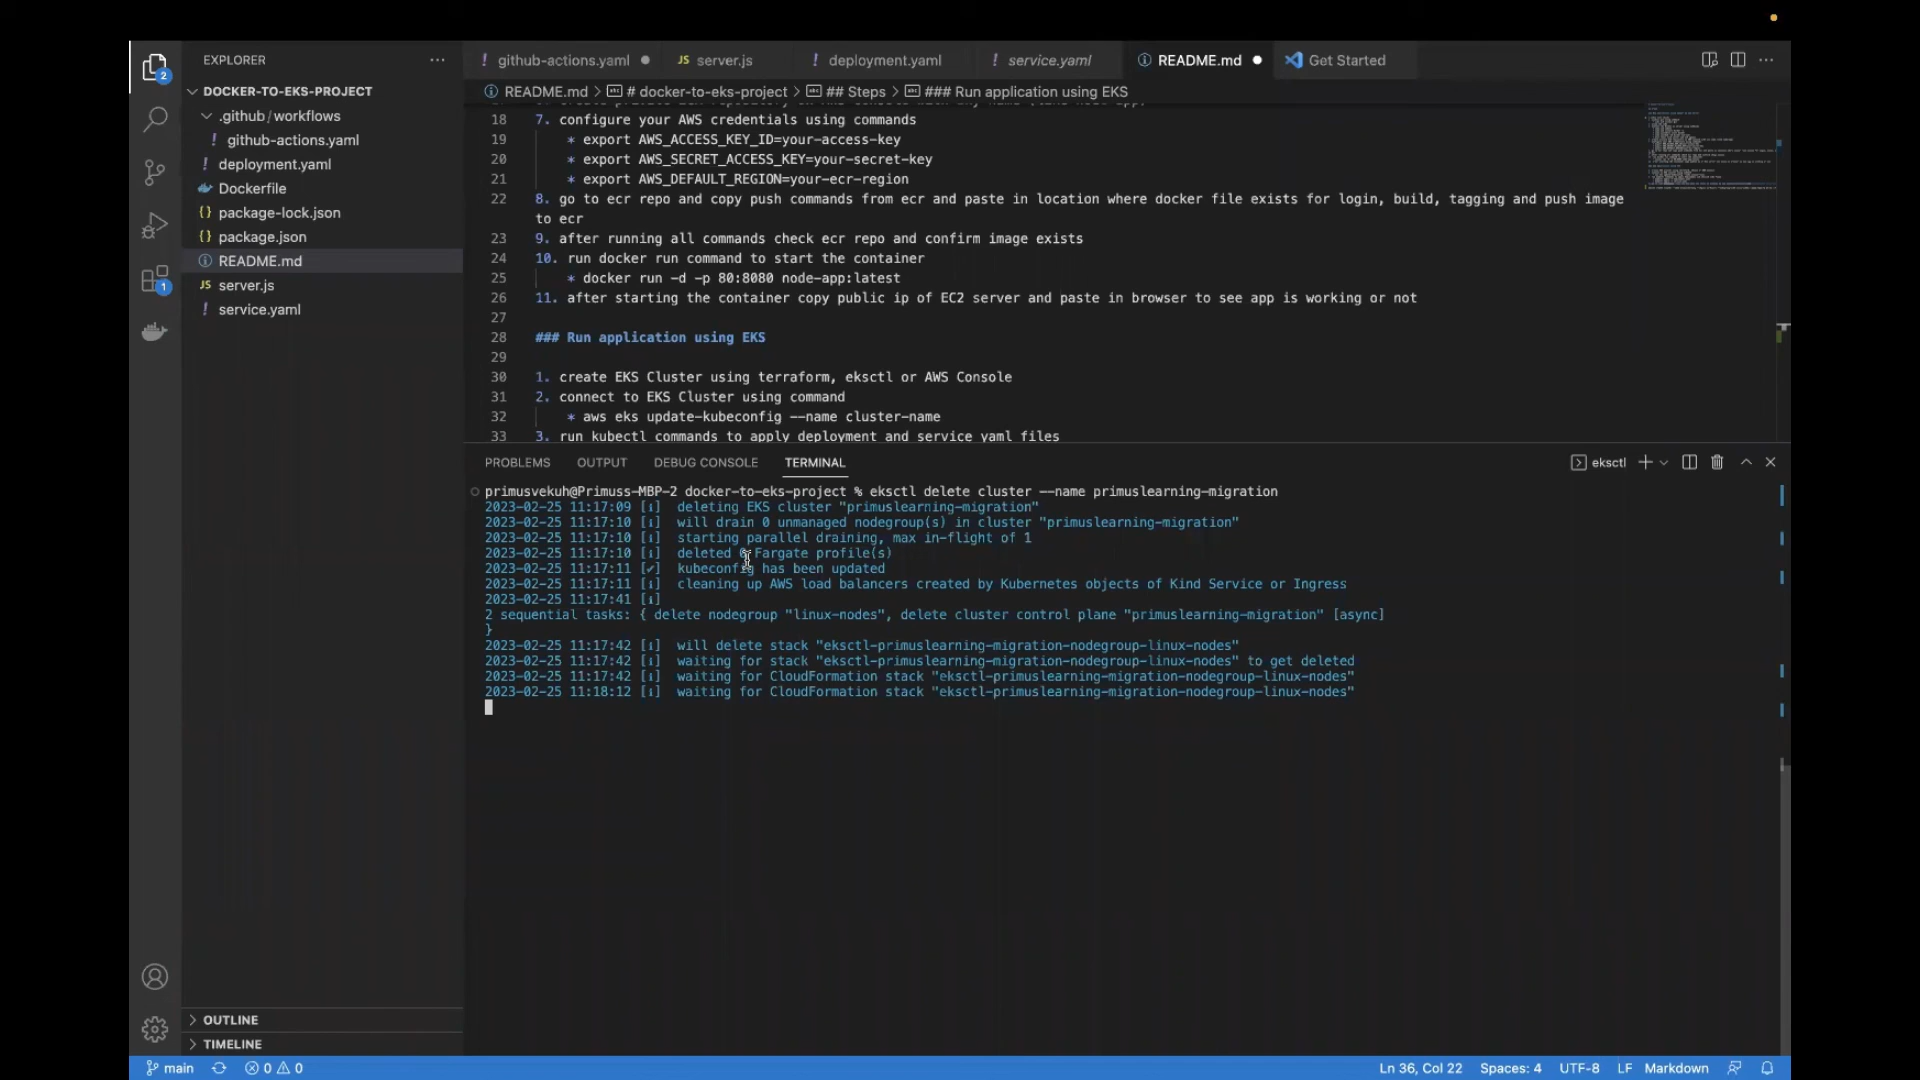 EXPLORER
github-actions.yaml
JS server.js
! deployment.yaml
! service.yaml
README.md
Get Started
DOCKER-TO-EKS-PROJECT
README.md > # docker-to-eks-project > ## Steps > ### Run application using EKS
.github/workflows
! github-actions.yaml
! deployment.yaml
Dockerfile
{} package-lock.json
{} package.json
README.md
JS server.js
! service.yaml
18 7. configure your AWS credentials using commands
19 * export AWS_ACCESS_KEY_ID=your-access-key
20 * export AWS_SECRET_ACCESS_KEY=your-secret-key
21 * export AWS_DEFAULT_REGION=your-ecr-region
22 8. go to ecr repo and copy push commands from ecr and paste in location where docker file exists for login, build, tagging and push image
to ecr
23 9. after running all commands check ecr repo and confirm image exists
24 10. run docker run command to start the container
25 * docker run -d -p 80:8080 node-app:latest
26 11. after starting the container copy public ip of EC2 server and paste in browser to see app is working or not
27
28 ### Run application using EKS
29
30 1. create EKS Cluster using terraform, eksctl or AWS Console
31 2. connect to EKS Cluster using command
32 * aws eks update-kubeconfig --name cluster-name
33 3. run kubectl commands to apply deployment and service yaml files
PROBLEMS OUTPUT DEBUG CONSOLE TERMINAL
eksctl
primusvekuh@Primuss-MBP-2 docker-to-eks-project % eksctl delete cluster --name primuslearning-migration
2023-02-25 11:17:09 [ℹ] deleting EKS cluster "primuslearning-migration"
2023-02-25 11:17:10 [ℹ] will drain 0 unmanaged nodegroup(s) in cluster "primuslearning-migration"
2023-02-25 11:17:10 [ℹ] starting parallel draining, max in-flight of 1
2023-02-25 11:17:10 [ℹ] deleted 0 Fargate profile(s)
2023-02-25 11:17:11 [✔] kubeconfig has been updated
2023-02-25 11:17:11 [ℹ] cleaning up AWS load balancers created by Kubernetes objects of Kind Service or Ingress
2023-02-25 11:17:41 [ℹ]
2 sequential tasks: { delete nodegroup "linux-nodes", delete cluster control plane "primuslearning-migration" [async]
}
2023-02-25 11:17:42 [ℹ] will delete stack "eksctl-primuslearning-migration-nodegroup-linux-nodes"
2023-02-25 11:17:42 [ℹ] waiting for stack "eksctl-primuslearning-migration-nodegroup-linux-nodes" to get deleted
2023-02-25 11:17:42 [ℹ] waiting for CloudFormation stack "eksctl-primuslearning-migration-nodegroup-linux-nodes"
2023-02-25 11:18:12 [ℹ] waiting for CloudFormation stack "eksctl-primuslearning-migration-nodegroup-linux-nodes"
2
1
OUTLINE
TIMELINE
main 0 0
Ln 36, Col 22 Spaces: 4 UTF-8 LF Markdown